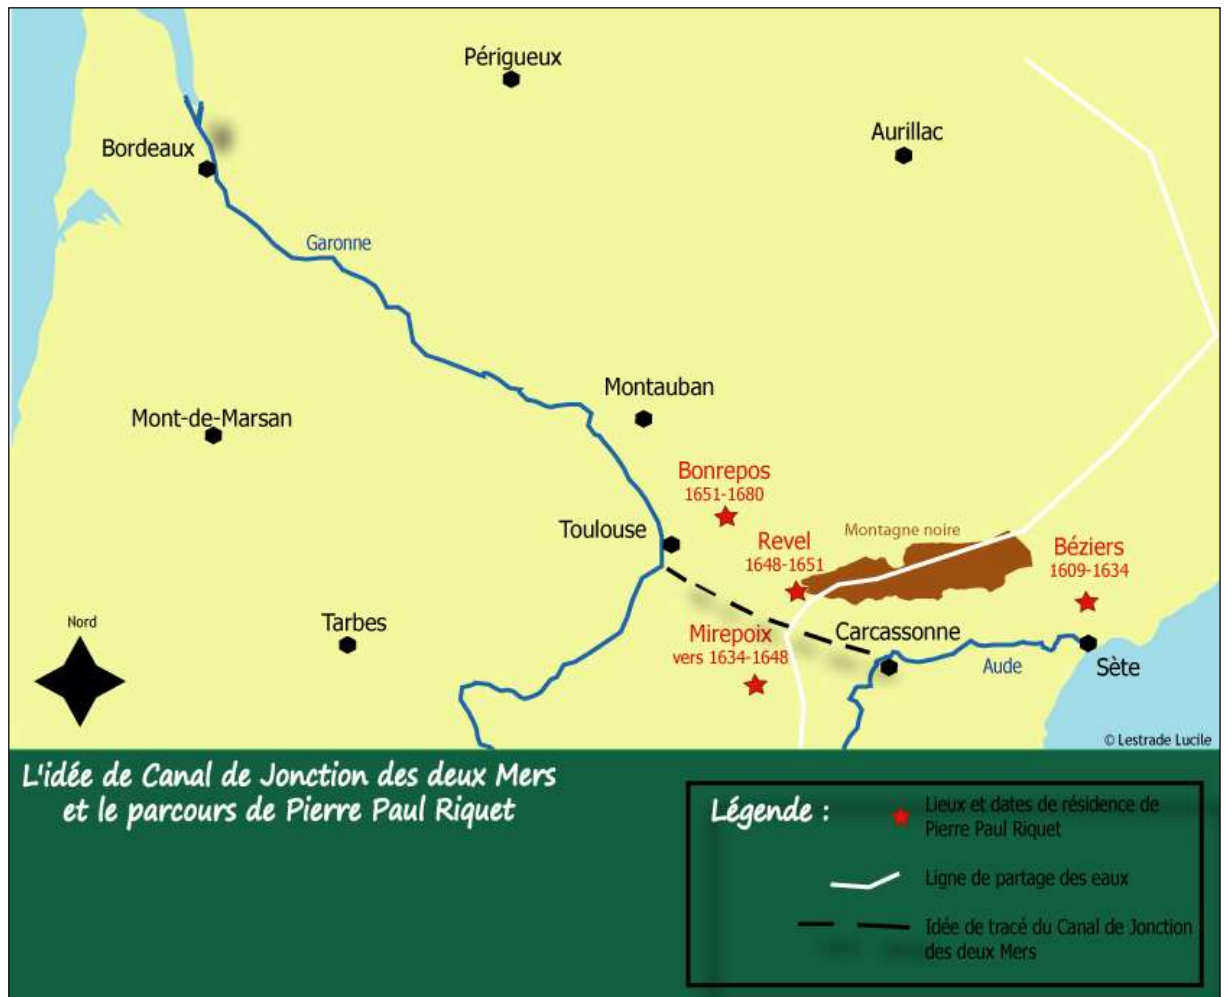 Périgueux
Aurillac
Bordeaux
Garonne
Montauban
Mont-de-Marsan
Bonrepos
1651-1680
Toulouse
Revel
1648-1651
Montagne noire
Béziers
1609-1634
Nord
Tarbes
Mirepoix
vers 1634-1648
Carcassonne
Aude
Sète
© Lestrade Lucile
L'idée de Canal de Jonction des deux Mers
et le parcours de Pierre Paul Riquet
Légende :
Lieux et dates de résidence de
Pierre Paul Riquet
Ligne de partage des eaux
Idée de tracé du Canal de Jonction
des deux Mers